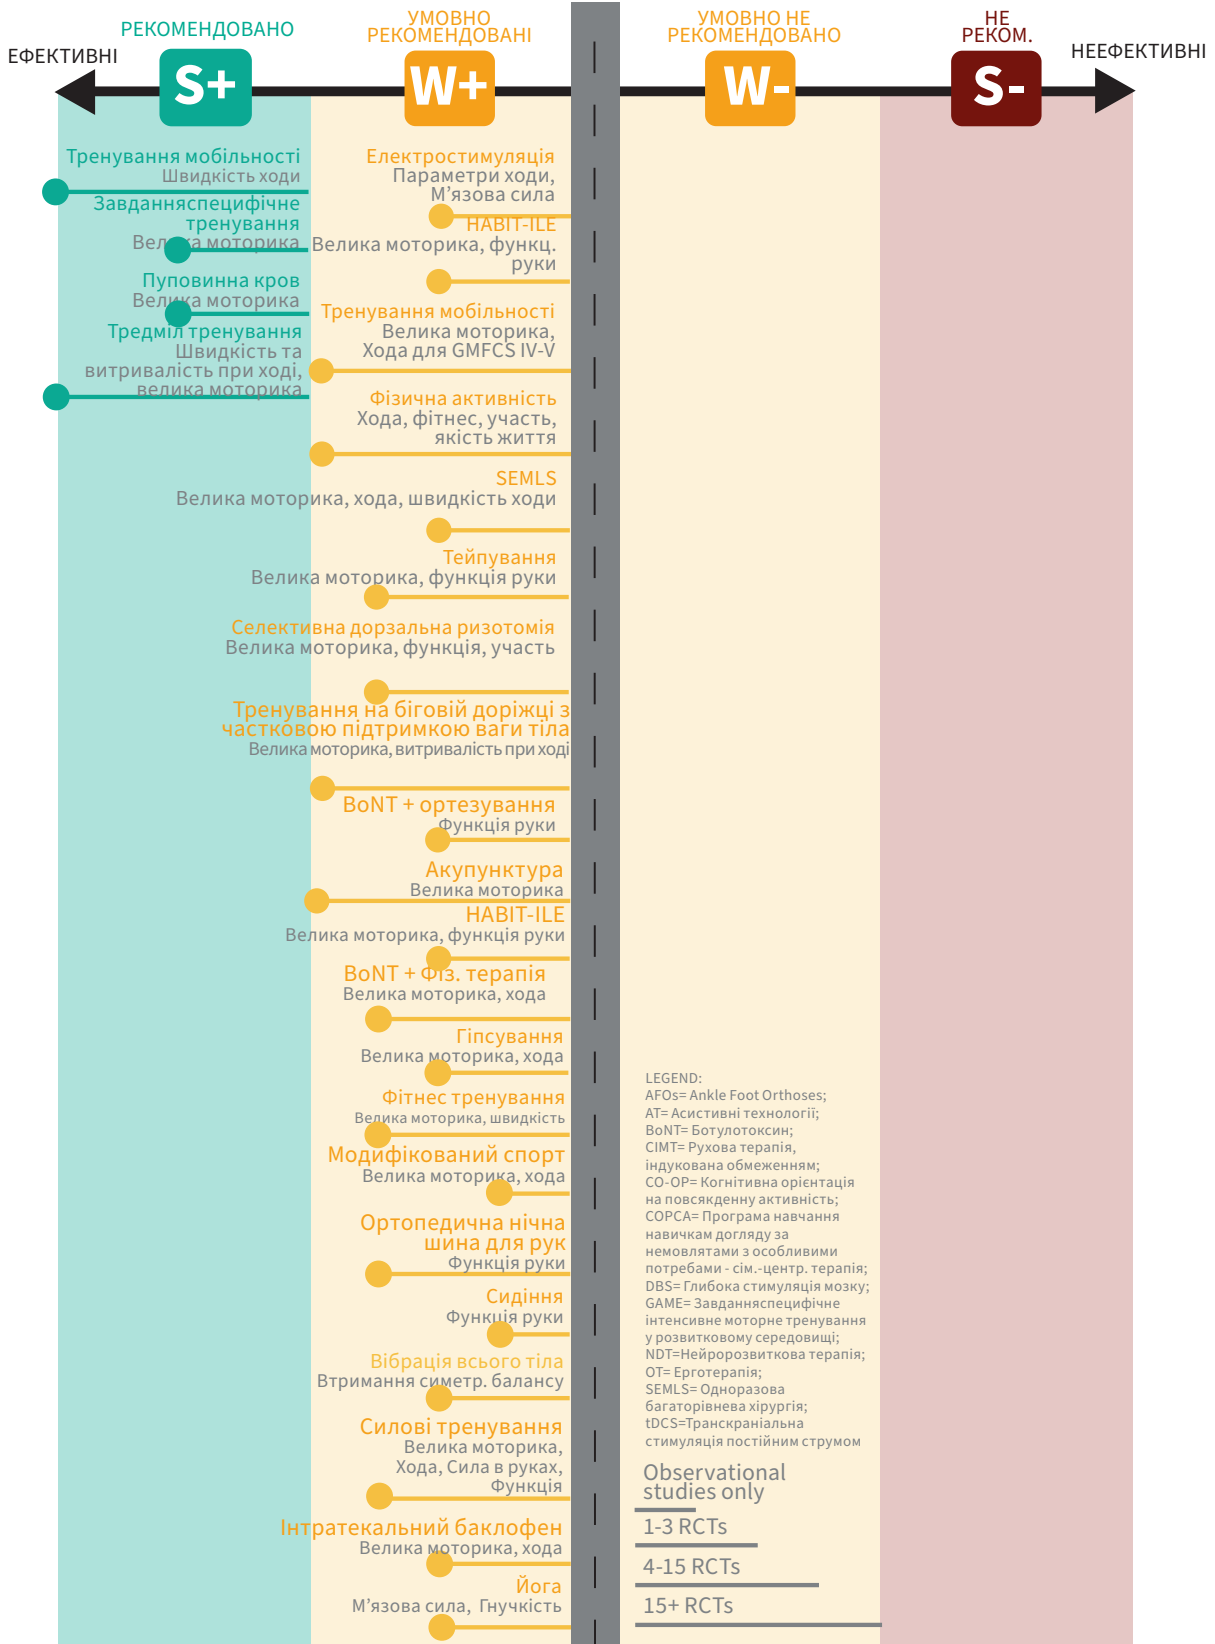 РЕКОМЕНДОВАНО
УМОВНО
РЕКОМЕНДОВАНІ
УМОВНО НЕ
РЕКОМЕНДОВАНО
НЕ
РЕКОМ.
ЕФЕКТИВНІ
НЕЕФЕКТИВНІ
S+
W+
W-
S-
Тренування мобільності
Швидкість ходи
Завданняспецифічне
тренування
Велика моторика
Пуповинна кров
Велика моторика
Тредміл тренування
Швидкість та
витривалість при ході,
велика моторика
Електростимуляція
Параметри ходи,
М’язова сила
HABIT-ILE
Велика моторика, функц.
руки
Тренування мобільності
Велика моторика,
Хода для GMFCS IV-V
Фізична активність
Хода, фітнес, участь,
якість життя
SEMLS
Велика моторика, хода, швидкість ходи
Тейпування
Велика моторика, функція руки
Селективна дорзальна ризотомія
Велика моторика, функція, участь
Тренування на біговій доріжці з
частковою підтримкою ваги тіла
Велика моторика, витривалість при ході
BoNT + ортезування
Функція руки
Акупунктура
Велика моторика
HABIT-ILE
Велика моторика, функція руки
BoNT + Фіз. терапія
Велика моторика, хода
Гіпсування
Велика моторика, хода
Фітнес тренування
Велика моторика, швидкість
Модифікований спорт
Велика моторика, хода
Ортопедична нічна
шина для рук
Функція руки
Сидіння
Функція руки
Вібрація всього тіла
Втримання симетр. балансу
Силові тренування
Велика моторика,
Хода, Сила в руках,
Функція
Інтратекальний баклофен
Велика моторика, хода
Йога
М’язова сила, Гнучкість
LEGEND:
AFOs= Ankle Foot Orthoses;
AT= Асистивні технології;
BoNT= Ботулотоксин;
CIMT= Рухова терапія,
індукована обмеженням;
CO-OP= Когнітивна орієнтація
на повсякденну активність;
COPCA= Програма навчання
навичкам догляду за
немовлятами з особливими
потребами - сім.-центр. терапія;
DBS= Глибока стимуляція мозку;
GAME= Завданняспецифічне
інтенсивне моторне тренування
у розвитковому середовищі;
NDT=Нейророзвиткова терапія;
OT= Ерготерапія;
SEMLS= Одноразова
багаторівнева хірургія;
tDCS=Транскраніальна
стимуляція постійним струмом
Observational
studies only
1-3 RCTs
4-15 RCTs
15+ RCTs